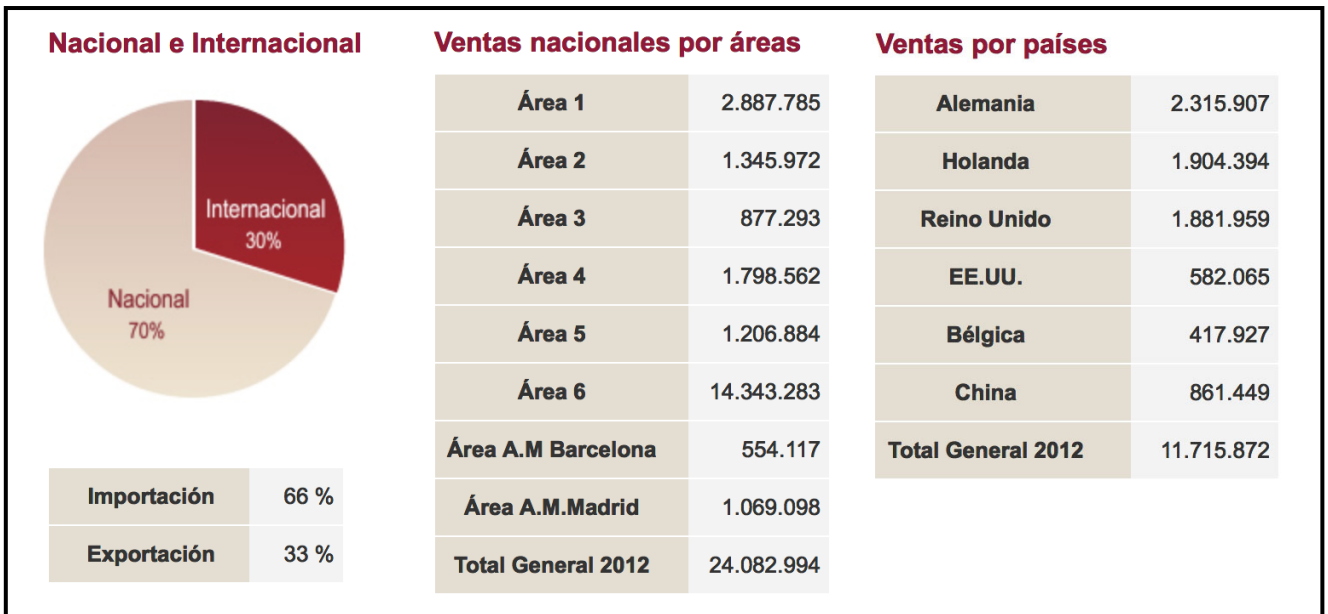 Nacional e Internacional
Internacional
30%
Nacional
70%
Importación 66 %
Exportación 33 %
Ventas nacionales por áreas
Área 1 2.887.785
Área 2 1.345.972
Área 3 877.293
Área 4 1.798.562
Área 5 1.206.884
Área 6 14.343.283
Área A.M Barcelona 554.117
Área A.M.Madrid 1.069.098
Total General 2012 24.082.994
Ventas por países
Alemania 2.315.907
Holanda 1.904.394
Reino Unido 1.881.959
EE.UU. 582.065
Bélgica 417.927
China 861.449
Total General 2012 11.715.872